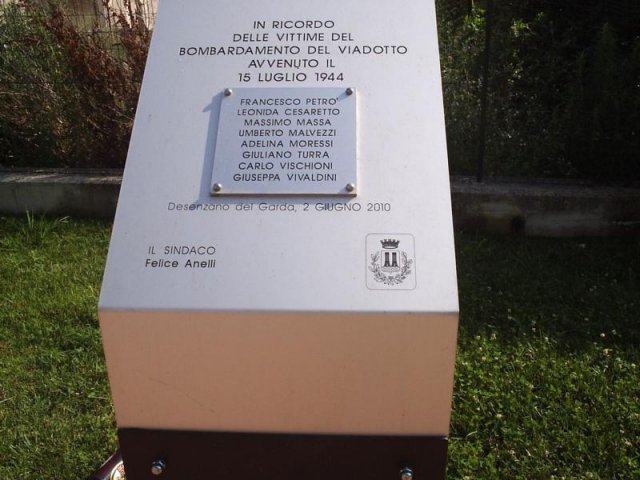 IN RICORDO
DELLE VITTIME DEL
BOMBARDAMENTO DEL VIADOTTO
AVVENUTO IL
15 LUGLIO 1944
FRANCESCO PETRO'
LEONIDA CESARETTO
MASSIMO MASSA
UMBERTO MALVEZZI
ADELINA MORESSI
GIULIANO TURRA
CARLO VISCHIONI
GIUSEPPA VIVALDINI
Desenzano del Garda, 2 GIUGNO 2010
IL SINDACO
Felice Anelli